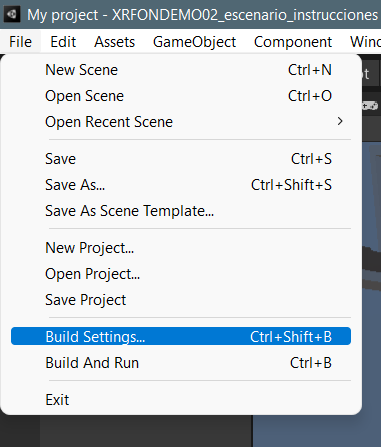 My project - XRFONDEMO02_escenario_instrucciones
File Edit Assets GameObject Component
New Scene Ctrl+N
Open Scene Ctrl+O
Open Recent Scene >
Save Ctrl+S
Save As... Ctrl+Shift+S
Save As Scene Template...
New Project...
Open Project...
Save Project
Build Settings... Ctrl+Shift+B
Build And Run Ctrl+B
Exit